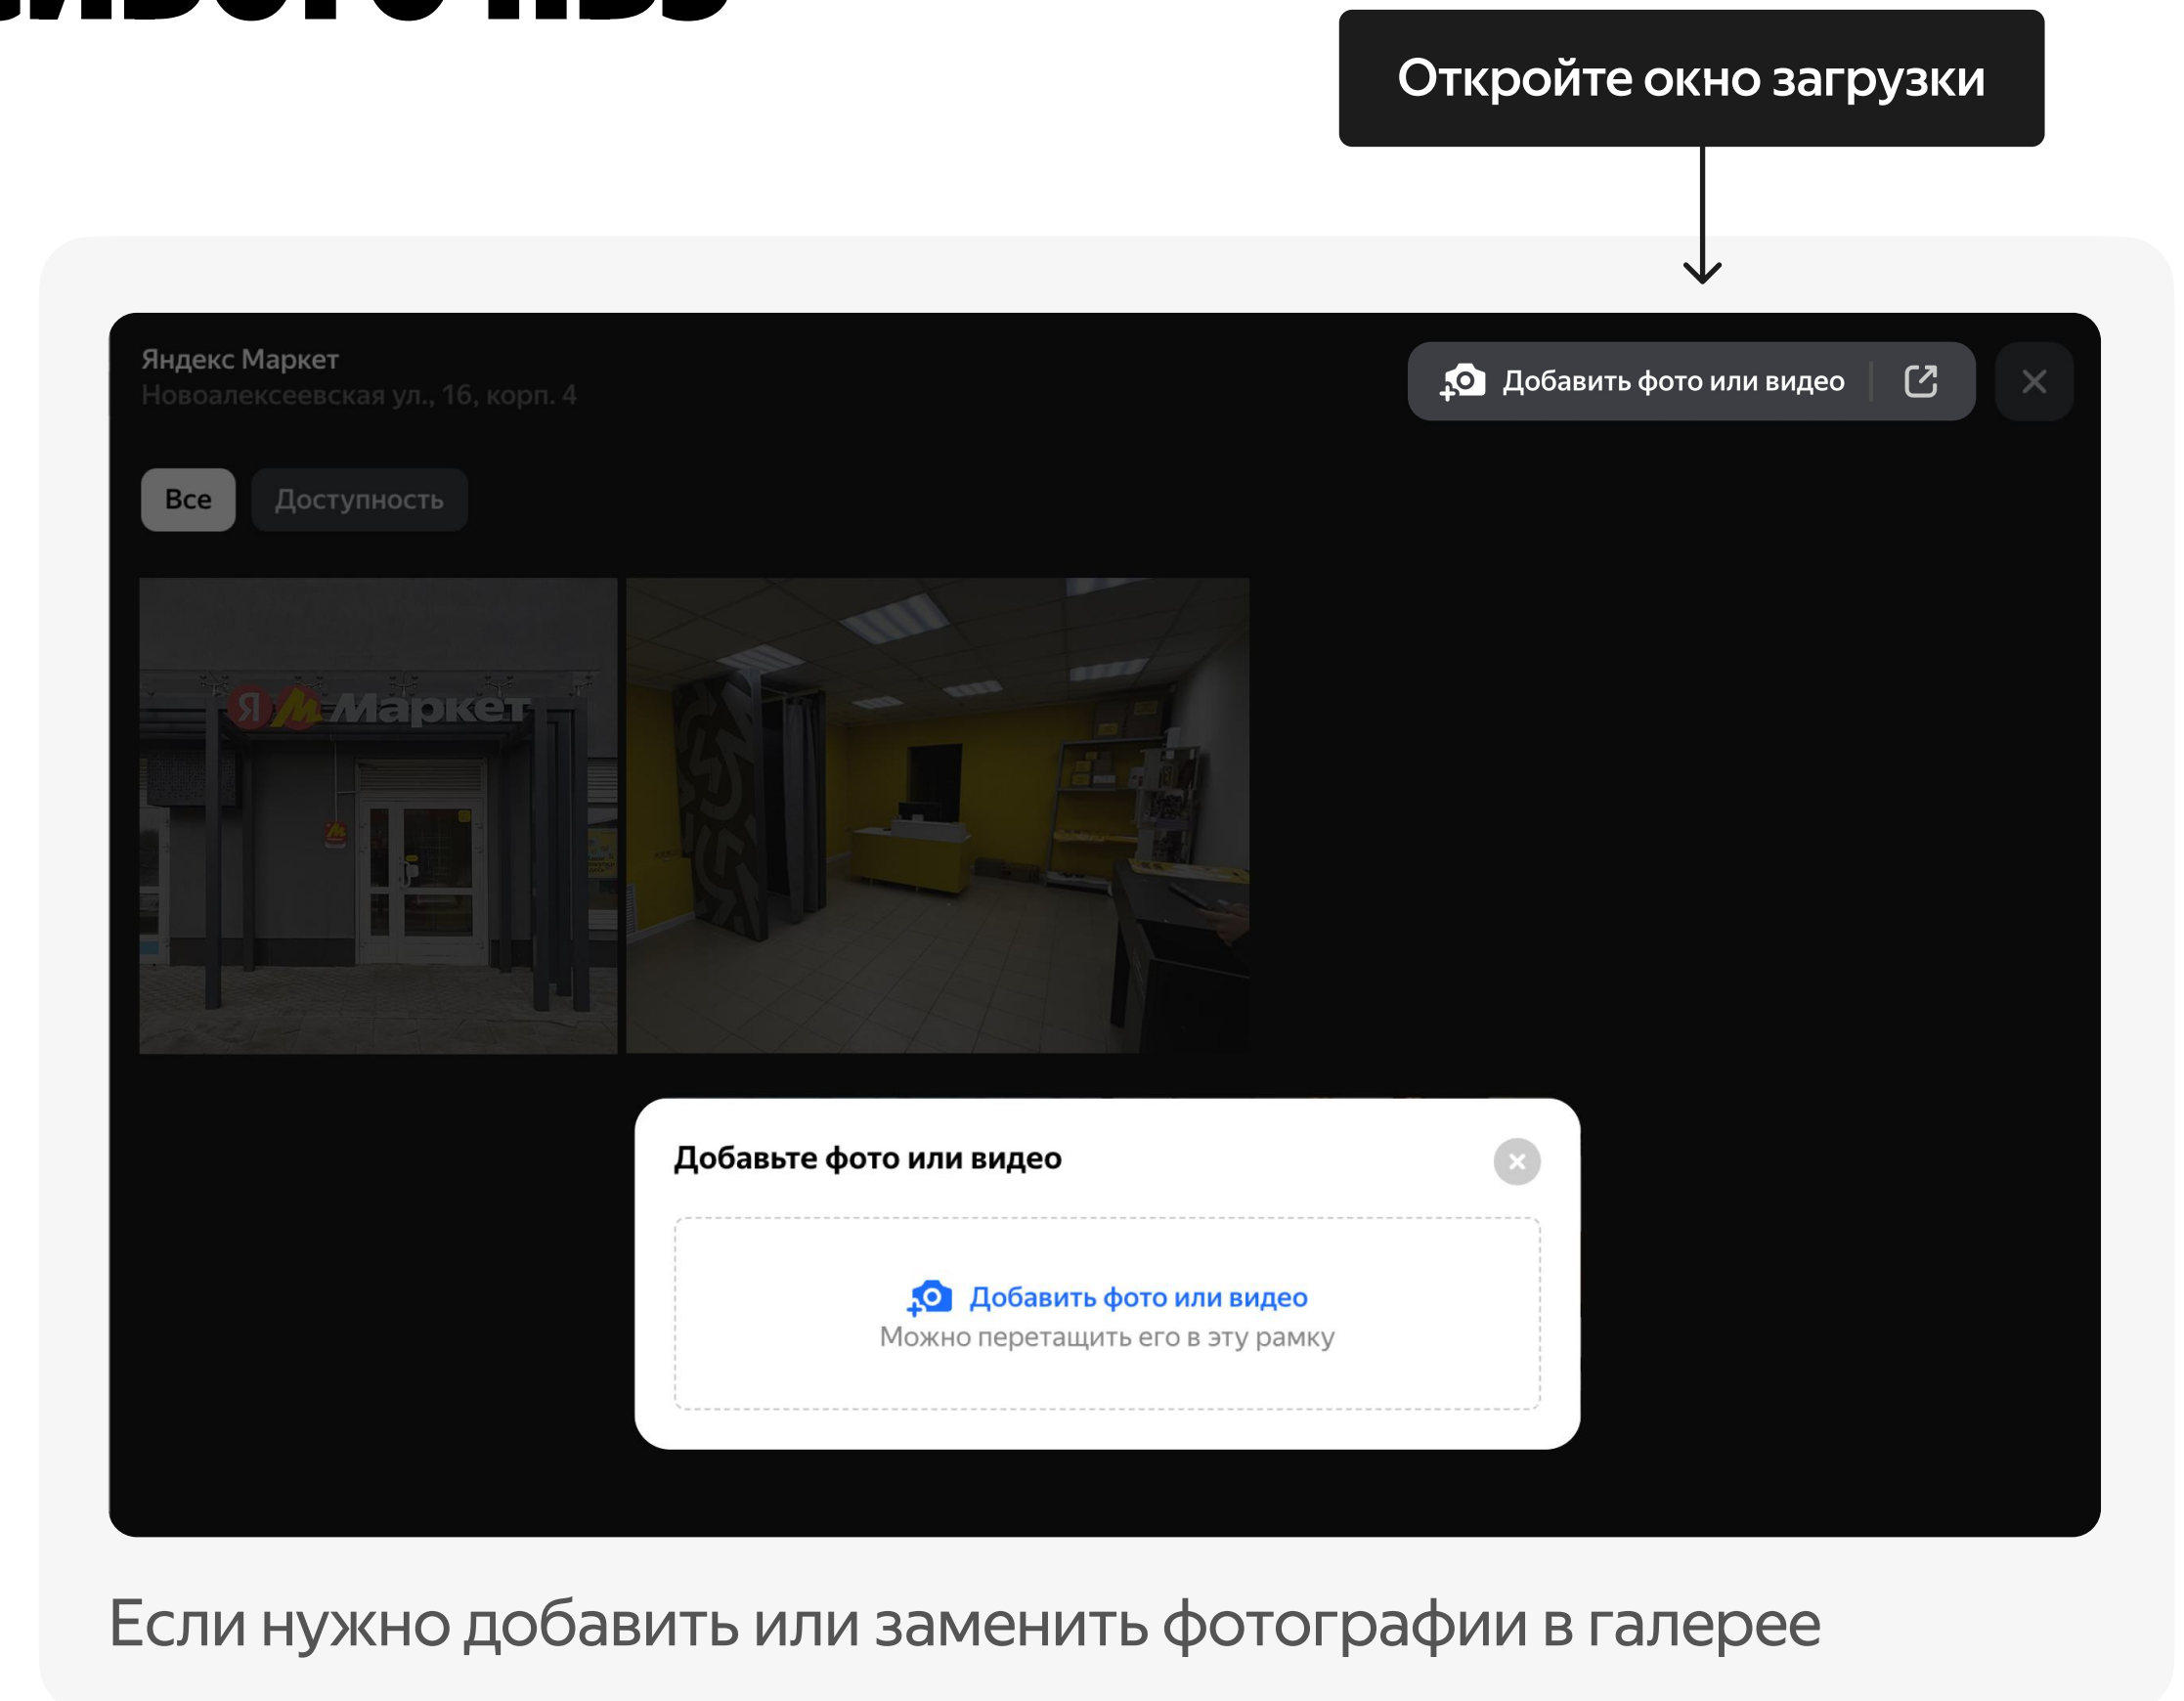 Откройте окно загрузки
Яндекс Маркет
Новоалексеевская ул., 16, корп. 4
Добавить фото или видео
Все
Доступность
Я М Маркет
Добавьте фото или видео
Добавить фото или видео
Можно перетащить его в эту рамку
Если нужно добавить или заменить фотографии в галерее